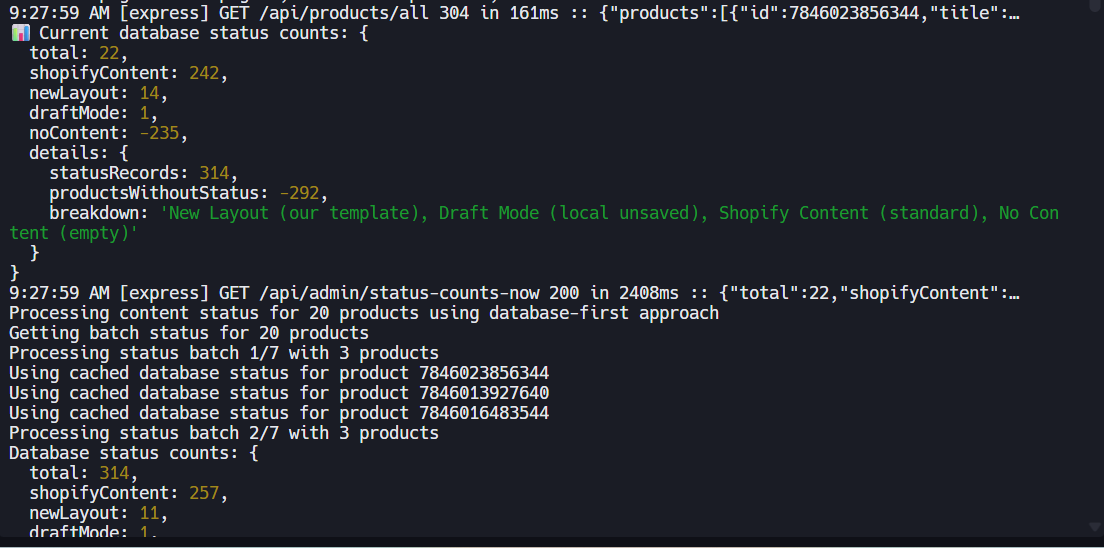 9:27:59 AM [express] GET /api/products/all 304 in 161ms :: {"products":[{"id":7846023856344,"title":…
📊 Current database status counts: {
  total: 22,
  shopifyContent: 242,
  newLayout: 14,
  draftMode: 1,
  noContent: -235,
  details: {
    statusRecords: 314,
    productsWithoutStatus: -292,
    breakdown: 'New Layout (our template), Draft Mode (local unsaved), Shopify Content (standard), No Con
tent (empty)'
  }
}
9:27:59 AM [express] GET /api/admin/status-counts-now 200 in 2408ms :: {"total":22,"shopifyContent":…
Processing content status for 20 products using database-first approach
Getting batch status for 20 products
Processing status batch 1/7 with 3 products
Using cached database status for product 7846023856344
Using cached database status for product 7846013927640
Using cached database status for product 7846016483544
Processing status batch 2/7 with 3 products
Database status counts: {
  total: 314,
  shopifyContent: 257,
  newLayout: 11,
  draftMode: 1,